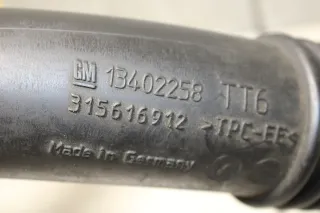 GM 13402258 TT6
315616912 >TPC-EE<
Made in Germany